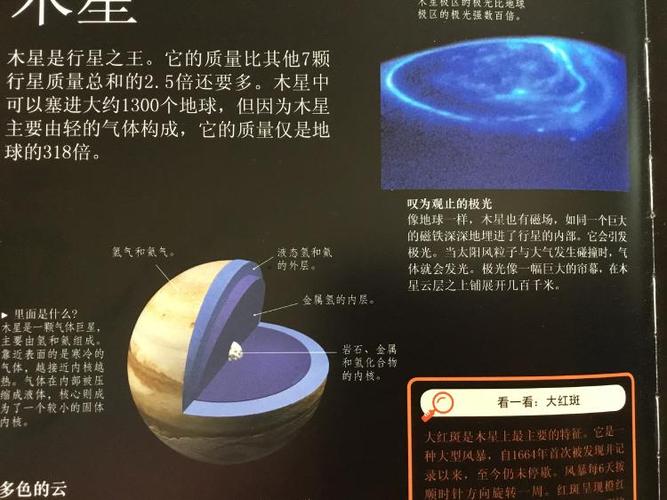 木星
木星是行星之王。它的质量比其他7颗
行星质量总和的2.5倍还要多。木星中
可以塞进大约1300个地球，但因为木星
主要由轻的气体构成，它的质量仅是地
球的318倍。
木星极区的极光比地球
极区的极光强数百倍。
叹为观止的极光
像地球一样，木星也有磁场，如同一个巨大
的磁铁深深地埋进了行星的内部。它会引发
极光。当太阳风粒子与大气发生碰撞时，气
体就会发光。极光像一幅巨大的帘幕，在木
星云层之上铺展开几百千米。
氢气和氦气。
液态氢和氦
的外层。
金属氢的内层。
岩石、金属
和氢化合物
的内核。
▶ 里面是什么?
木星是一颗气体巨星，
主要由氢和氦组成。
靠近表面的是寒冷的
气体，越接近内核越
热。气体在内部被压
缩成液体，核心则成
为了一个较小的固体
内核。
多色的云
看一看：大红斑
大红斑是木星上最主要的特征。它是一
种大型风暴，自1664年首次被发现并记
录以来，至今仍未停歇。风暴每6天按
顺时针方向旋转一周。红斑呈现橙红